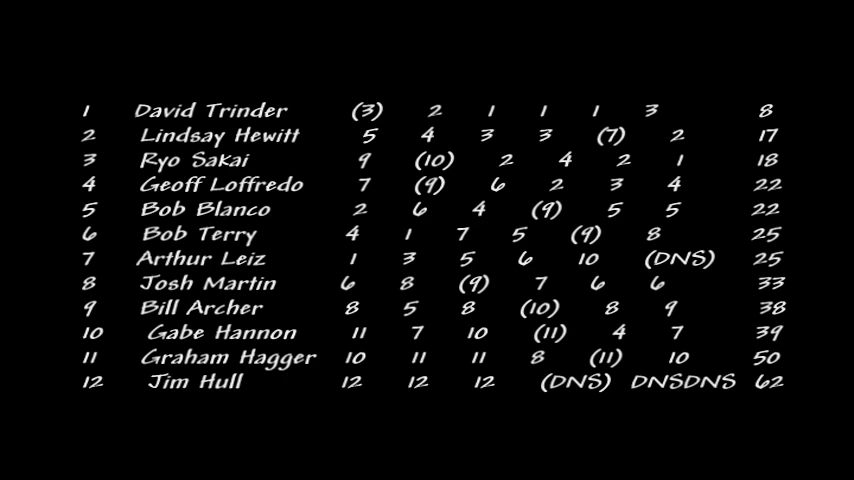 1 David Trinder (3) 2 1 1 1 3 8
2 Lindsay Hewitt 5 4 3 3 (7) 2 17
3 Ryo Sakai 9 (10) 2 4 2 1 18
4 Geoff Loffredo 7 (9) 6 2 3 4 22
5 Bob Blanco 2 6 4 (9) 5 5 22
6 Bob Terry 4 1 7 5 (9) 8 25
7 Arthur Leiz 1 3 5 6 10 (DNS) 25
8 Josh Martin 6 8 (9) 7 6 6 33
9 Bill Archer 8 5 8 (10) 8 9 38
10 Gabe Hannon 11 7 10 (11) 4 7 39
11 Graham Hagger 10 11 11 8 (11) 10 50
12 Jim Hull 12 12 12 (DNS) DNSDNS 62